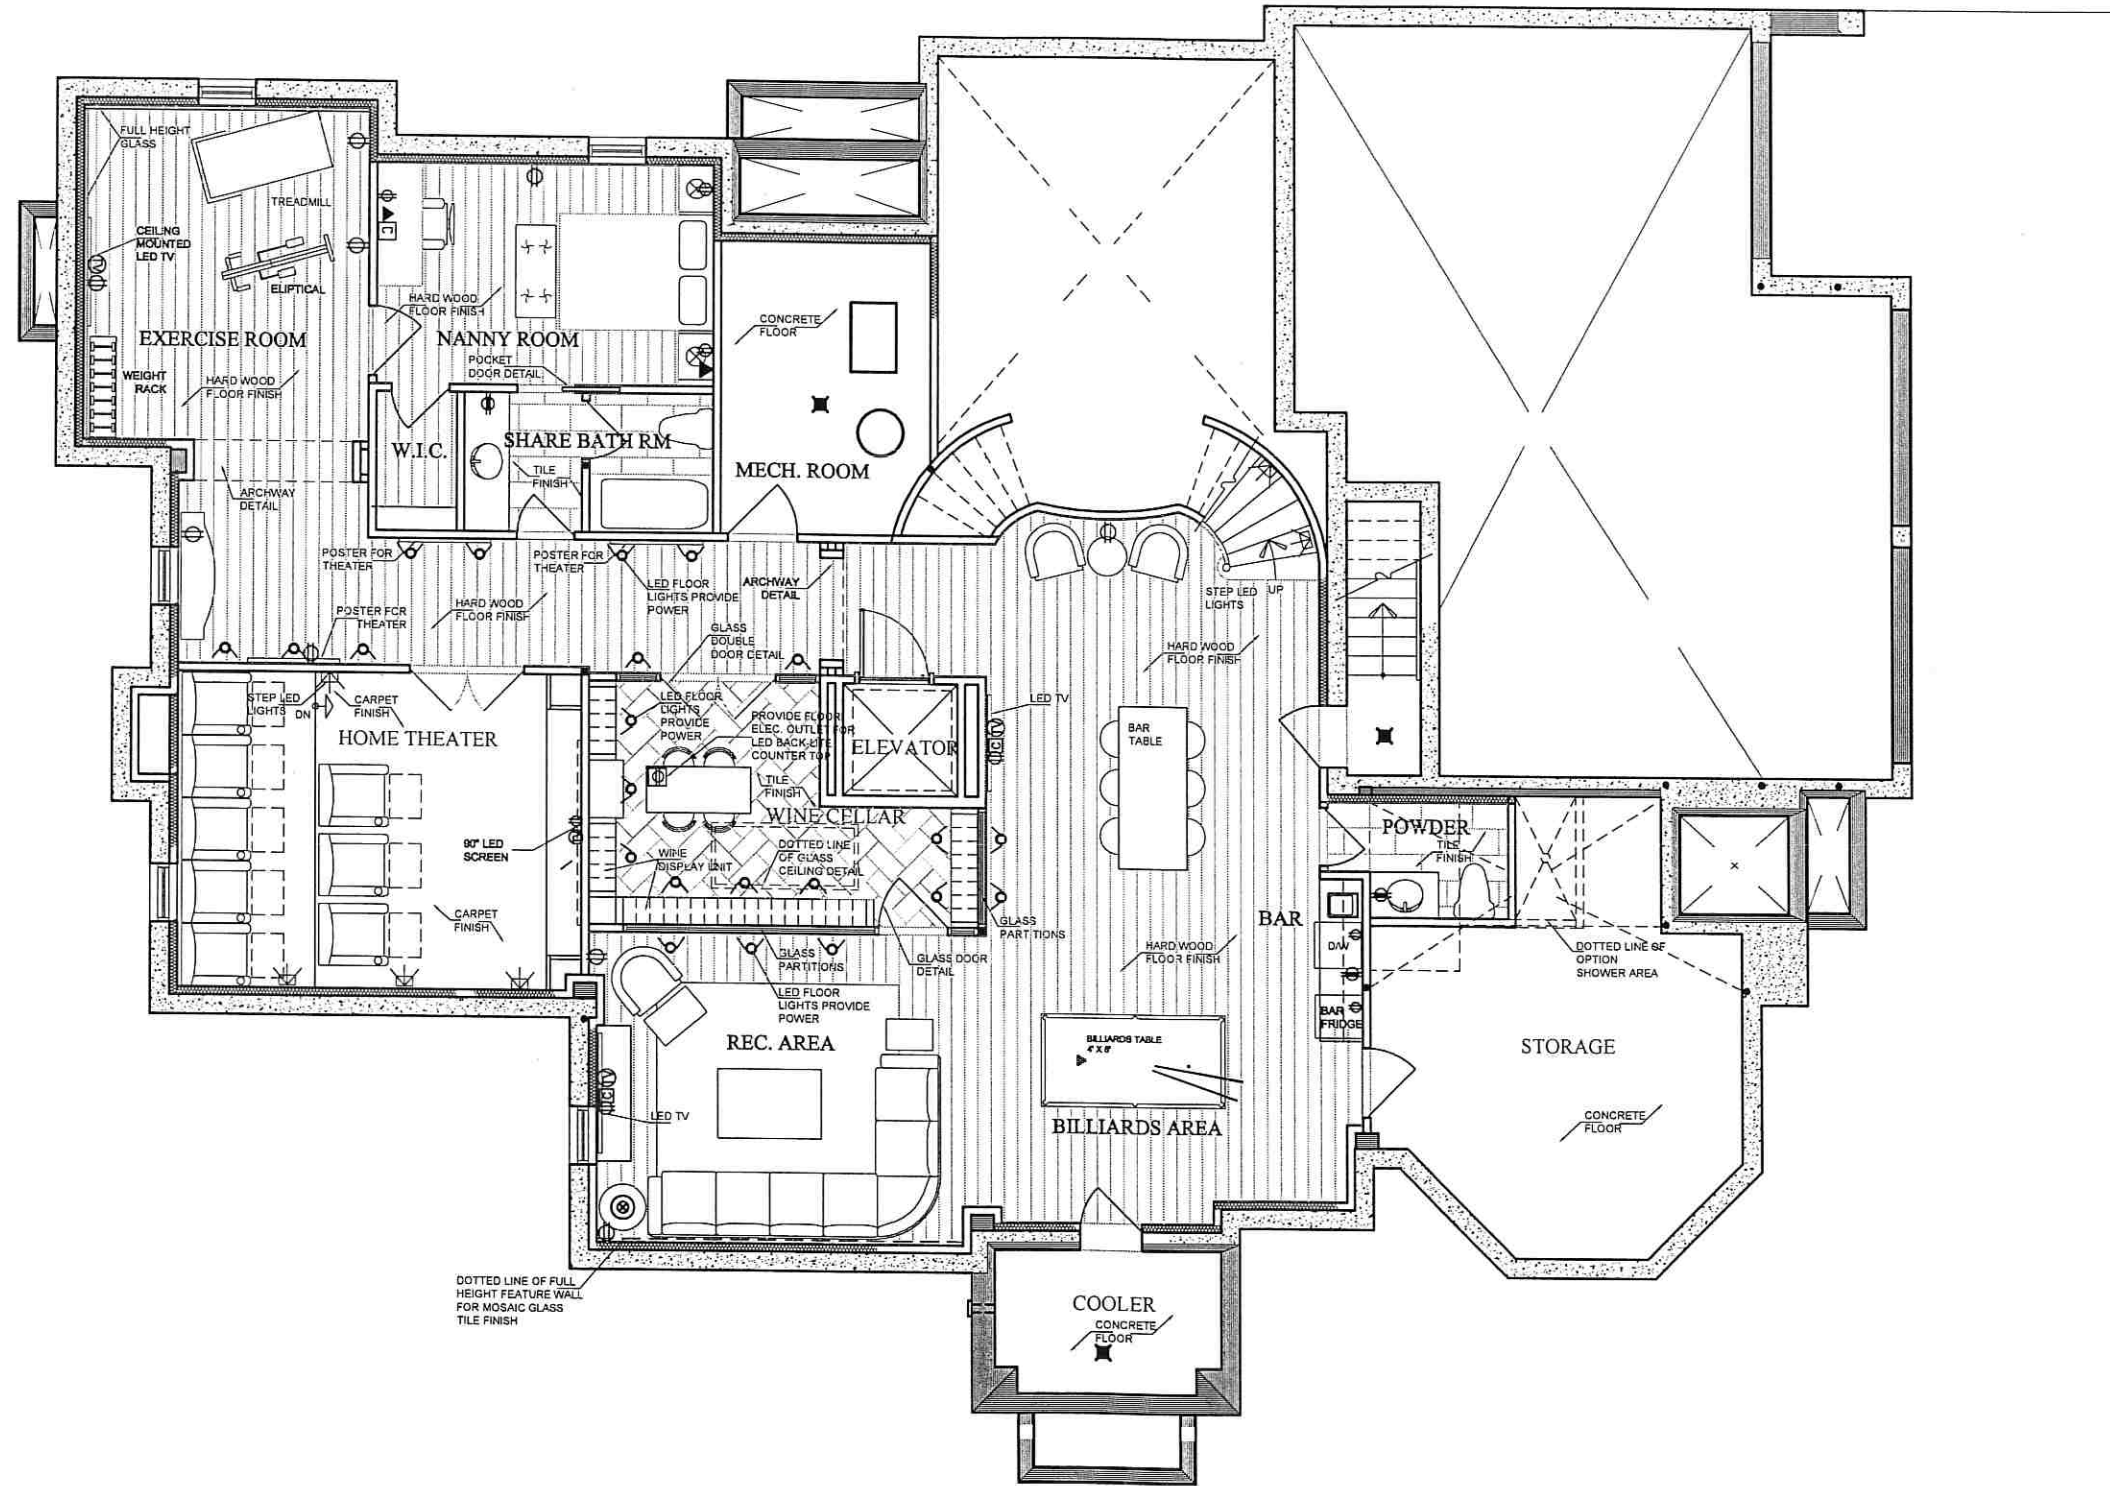 FULL HEIGHT
GLASS
TREADMILL
CEILING
MOUNTED
LED TV
ELIPTICAL
EXERCISE ROOM
WEIGHT
RACK
HARD WOOD
FLOOR FINISH
ARCHWAY
DETAIL
HARD WOOD
FLOOR FINISH
NANNY ROOM
POCKET
DOOR DETAIL
C
W.I.C.
SHARE BATH RM
TILE
FINISH
CONCRETE
FLOOR
MECH. ROOM
POSTER FOR
THEATER
POSTER FOR
THEATER
LED FLOOR
LIGHTS PROVIDE
POWER
ARCHWAY
DETAIL
HARD WOOD
FLOOR FINISH
POSTER FOR
THEATER
GLASS
DOUBLE
DOOR DETAIL
STEP LED
LIGHTS
UP
HARD WOOD
FLOOR FINISH
STEP LED
LIGHTS
DN
CARPET
FINISH
HOME THEATER
LED FLOOR
LIGHTS
PROVIDE
POWER
PROVIDE FLOOR
ELEC. OUTLET FOR
LED BACK LITE
COUNTER TOP
TILE
FINISH
ELEVATOR
LED TV
TV
C
BAR
TABLE
WINE CELLAR
90" LED
SCREEN
WINE
DISPLAY UNIT
DOTTED LINE
OF GLASS
CEILING DETAIL
POWDER
TILE
FINISH
CARPET
FINISH
GLASS
PARTITIONS
GLASS
PARTITIONS
GLASS DOOR
DETAIL
BAR
D/W
HARD WOOD
FLOOR FINISH
DOTTED LINE OF
OPTION
SHOWER AREA
LED FLOOR
LIGHTS PROVIDE
POWER
BAR
FRIDGE
REC. AREA
BILLIARDS TABLE
4' X 8'
STORAGE
TV
C
LED TV
BILLIARDS AREA
CONCRETE
FLOOR
DOTTED LINE OF FULL
HEIGHT FEATURE WALL
FOR MOSAIC GLASS
TILE FINISH
COOLER
CONCRETE
FLOOR